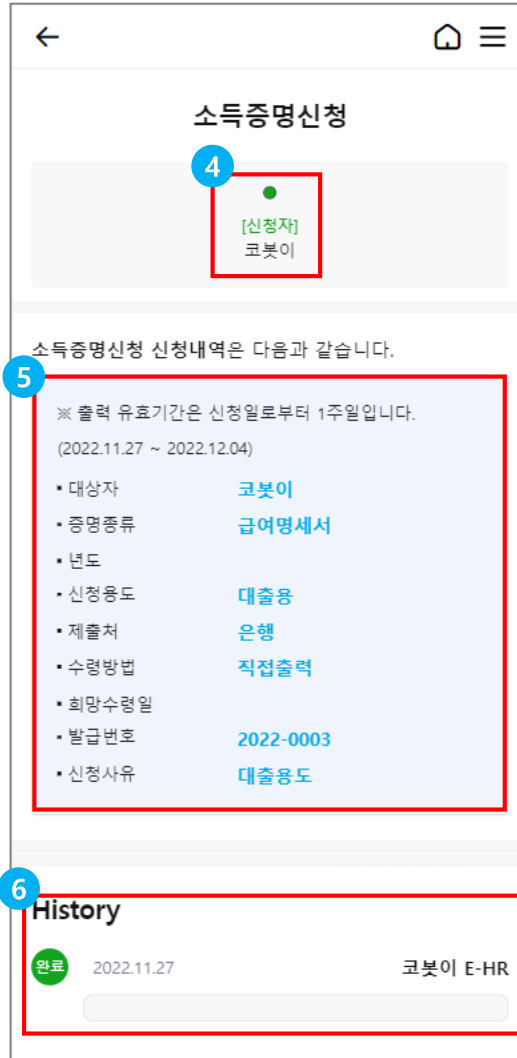 소득증명신청
4
[신청자]
코봇이
소득증명신청 신청내역은 다음과 같습니다.
5
※ 출력 유효기간은 신청일로부터 1주일입니다.
(2022.11.27 ~ 2022.12.04)
▪ 대상자 코봇이
▪ 증명종류 급여명세서
▪ 년도
▪ 신청용도 대출용
▪ 제출처 은행
▪ 수령방법 직접출력
▪ 희망수령일
▪ 발급번호 2022-0003
▪ 신청사유 대출용도
6
History
완료 2022.11.27 코봇이 E-HR